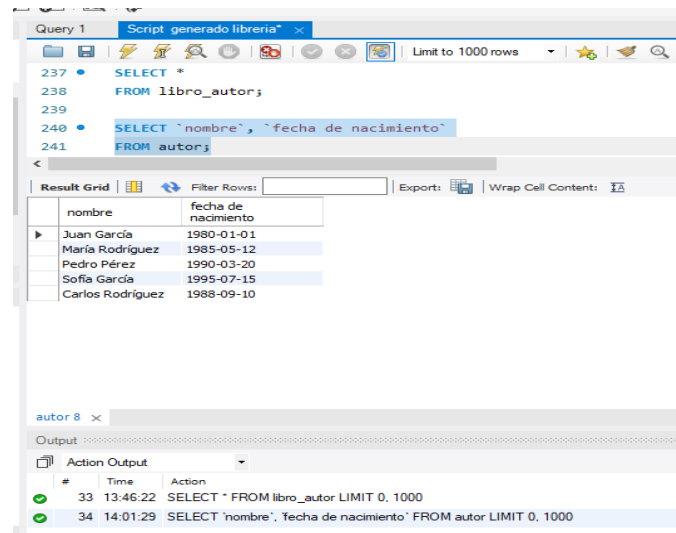 Query 1 Script generado libreria*
Limit to 1000 rows
237 SELECT *
238 FROM libro_autor;
239
240 SELECT `nombre`, `fecha de nacimiento`
241 FROM autor;
Result Grid Filter Rows: Export: Wrap Cell Content:
nombre fecha de nacimiento
Juan García 1980-01-01
María Rodríguez 1985-05-12
Pedro Pérez 1990-03-20
Sofía García 1995-07-15
Carlos Rodríguez 1988-09-10
autor 8
Output
Action Output
# Time Action
33 13:46:22 SELECT * FROM libro_autor LIMIT 0, 1000
34 14:01:29 SELECT `nombre`, `fecha de nacimiento` FROM autor LIMIT 0, 1000